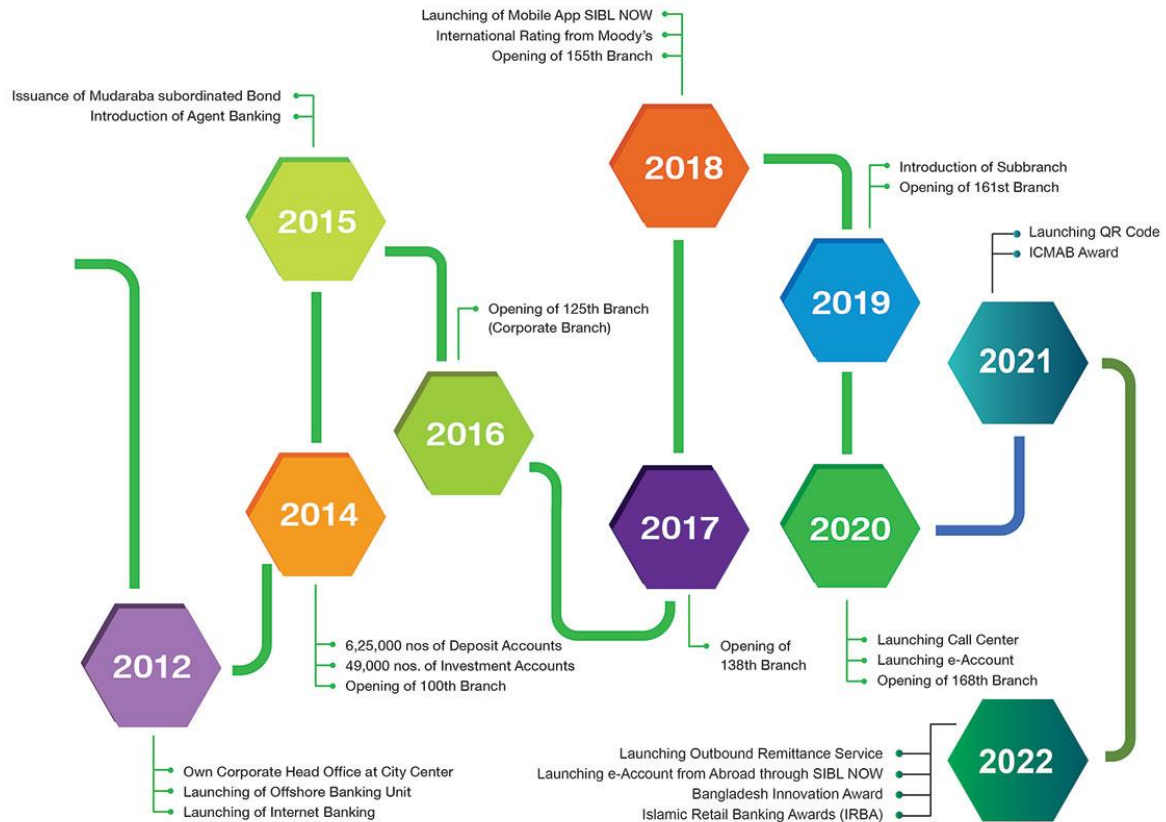 Launching of Mobile App SIBL NOW
International Rating from Moody's
Opening of 155th Branch
Issuance of Mudaraba subordinated Bond
Introduction of Agent Banking
2018
Introduction of Subbranch
Opening of 161st Branch
2015
Launching QR Code
ICMAB Award
2019
Opening of 125th Branch
(Corporate Branch)
2021
2016
2014
2017
2020
6,25,000 nos of Deposit Accounts
49,000 nos. of Investment Accounts
Opening of 100th Branch
Opening of
138th Branch
Launching Call Center
Launching e-Account
Opening of 168th Branch
2012
Own Corporate Head Office at City Center
Launching of Offshore Banking Unit
Launching of Internet Banking
Launching Outbound Remittance Service
Launching e-Account from Abroad through SIBL NOW
Bangladesh Innovation Award
Islamic Retail Banking Awards (IRBA)
2022